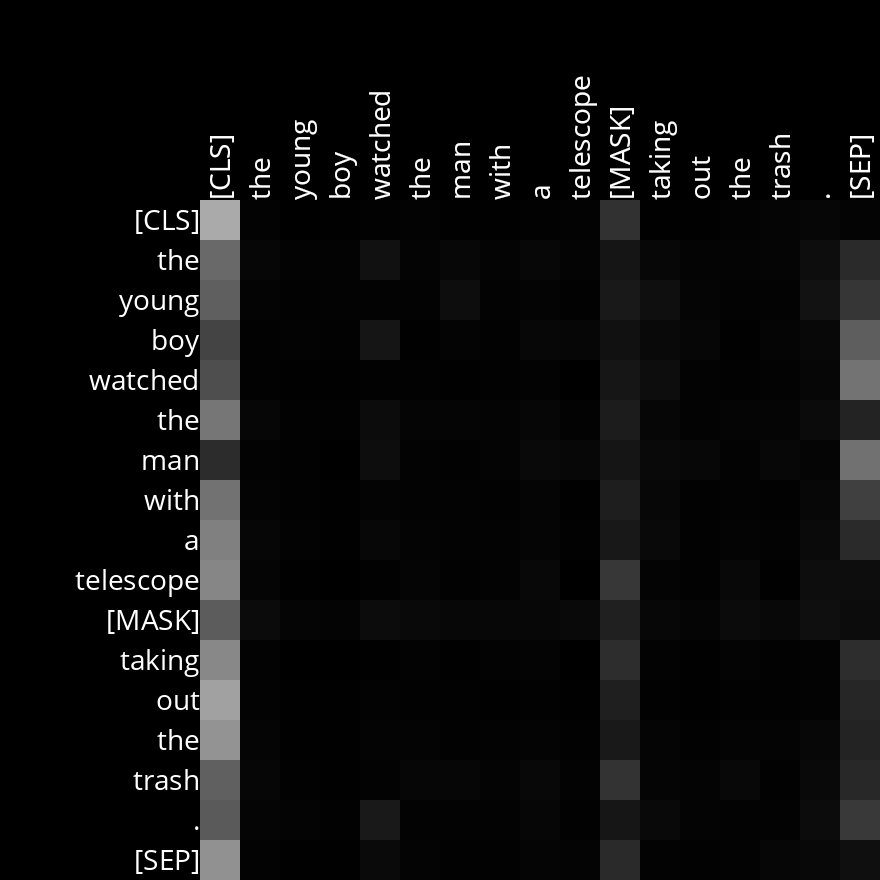 [CLS] the young boy watched the man with a telescope [MASK] taking out the trash . [SEP]
[CLS]
the
young
boy
watched
the
man
with
a
telescope
[MASK]
taking
out
the
trash
.
[SEP]